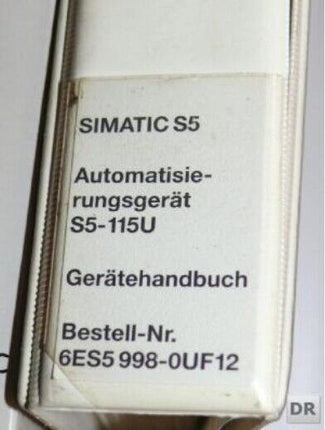 SIMATIC S5
Automatisie-
rungsgerät
S5-115U
Gerätehandbuch
Bestell-Nr.
6ES5 998-0UF12
DR